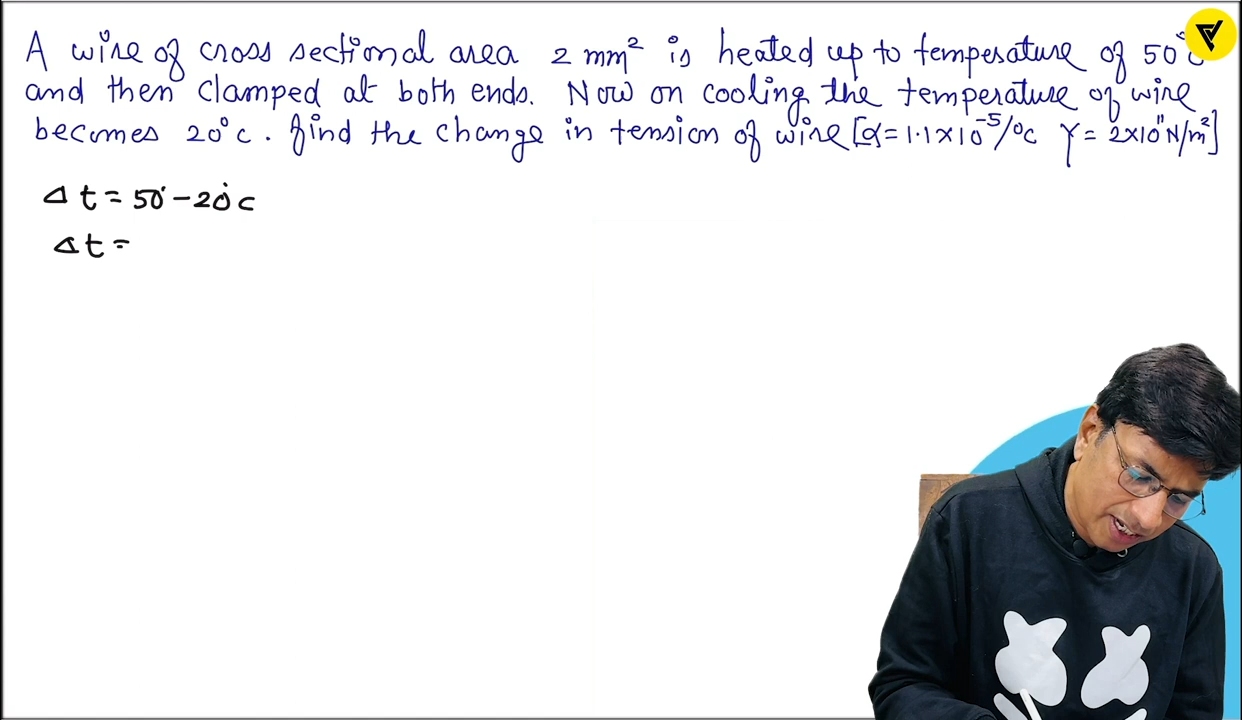 A wire of cross sectional area 2 mm² is heated up to temperature of 50°C
and then clamped at both ends. Now on cooling the temperature of wire
becomes 20°c. find the change in tension of wire [α = 1.1×10⁻⁵/°c Y = 2×10¹¹N/m²]
Δt = 50° - 20°c
Δt =